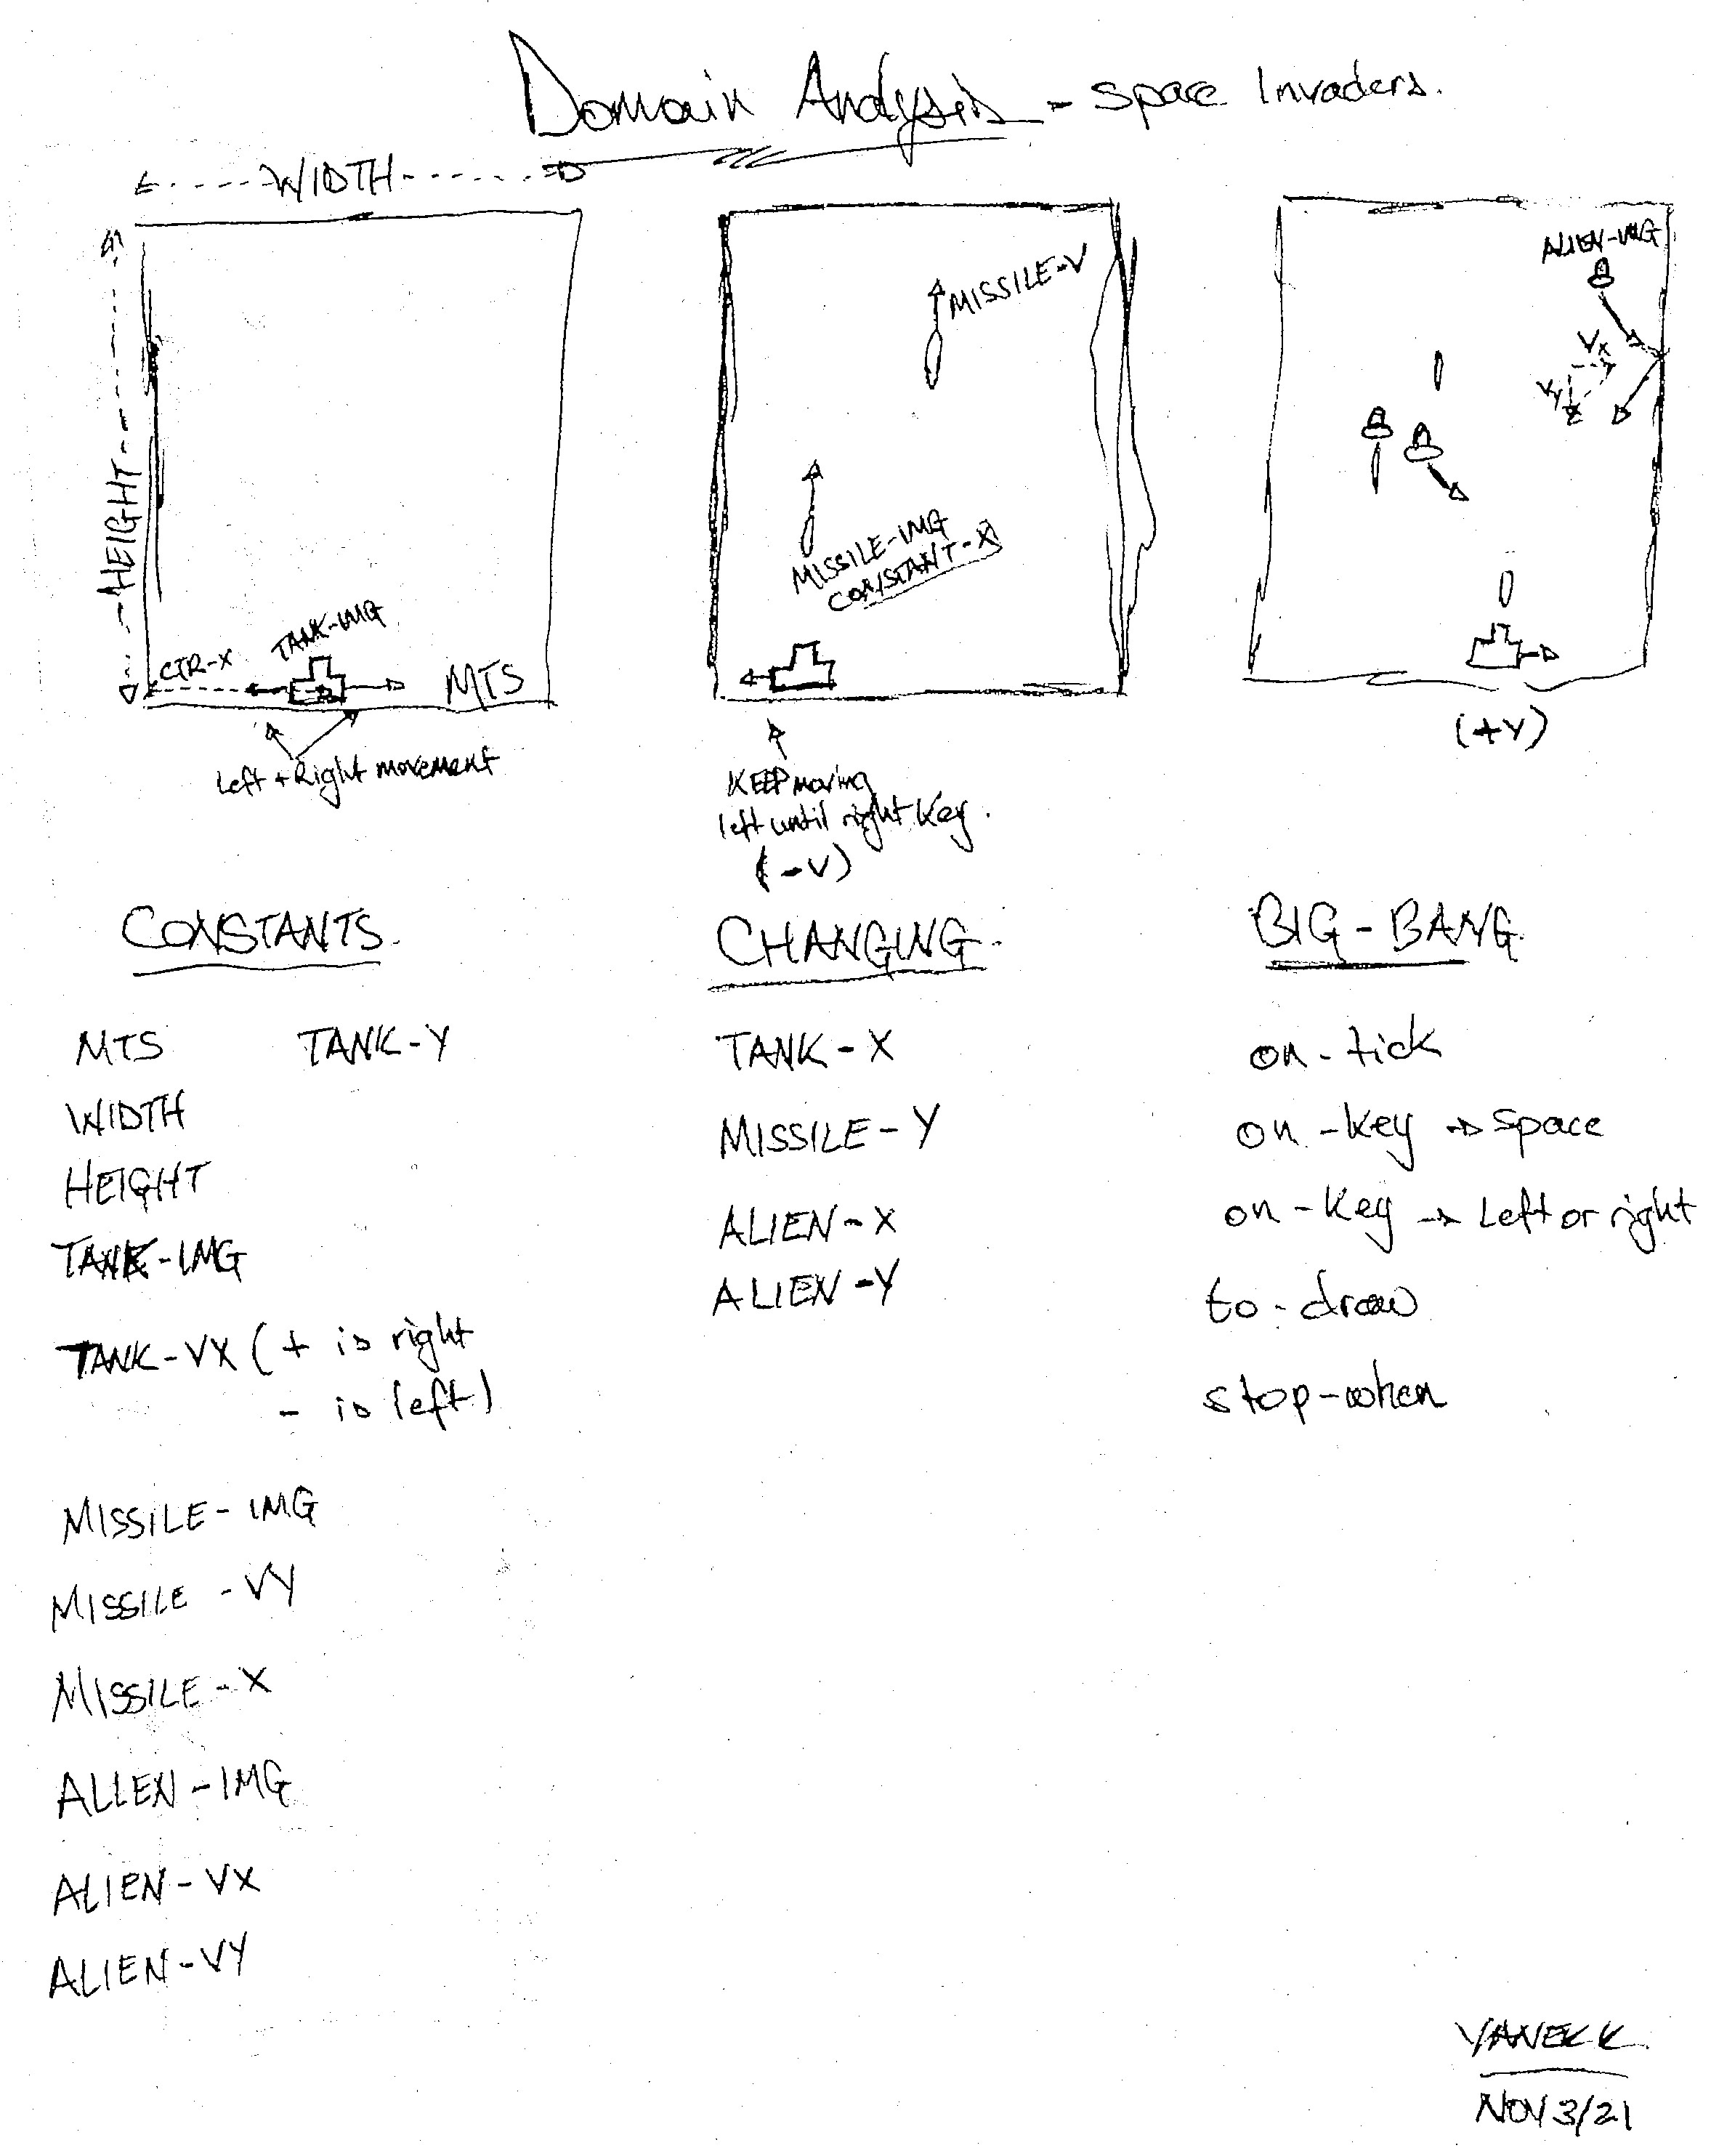 Domain Analysis - Space Invaders.
WIDTH
HEIGHT
CTR-X
TANK-IMG
MTS
Left + Right movement
MISSILE-V
MISSILE-IMG
CONSTANT-X
KEEP moving
left until right key.
(-V)
ALIEN-IMG
Vx
Vy
(+V)
CONSTANTS.
MTS TANK-Y
WIDTH
HEIGHT
TANK-IMG
TANK-VX (+ is right
- is left)
MISSILE-IMG
MISSILE-VY
MISSILE-X
ALIEN-IMG
ALIEN-VX
ALIEN-VY
CHANGING.
TANK-X
MISSILE-Y
ALIEN-X
ALIEN-Y
BIG-BANG.
on-tick
on-key → space
on-key → Left or right
to-draw
stop-when
YANEKK
NOV 3/21